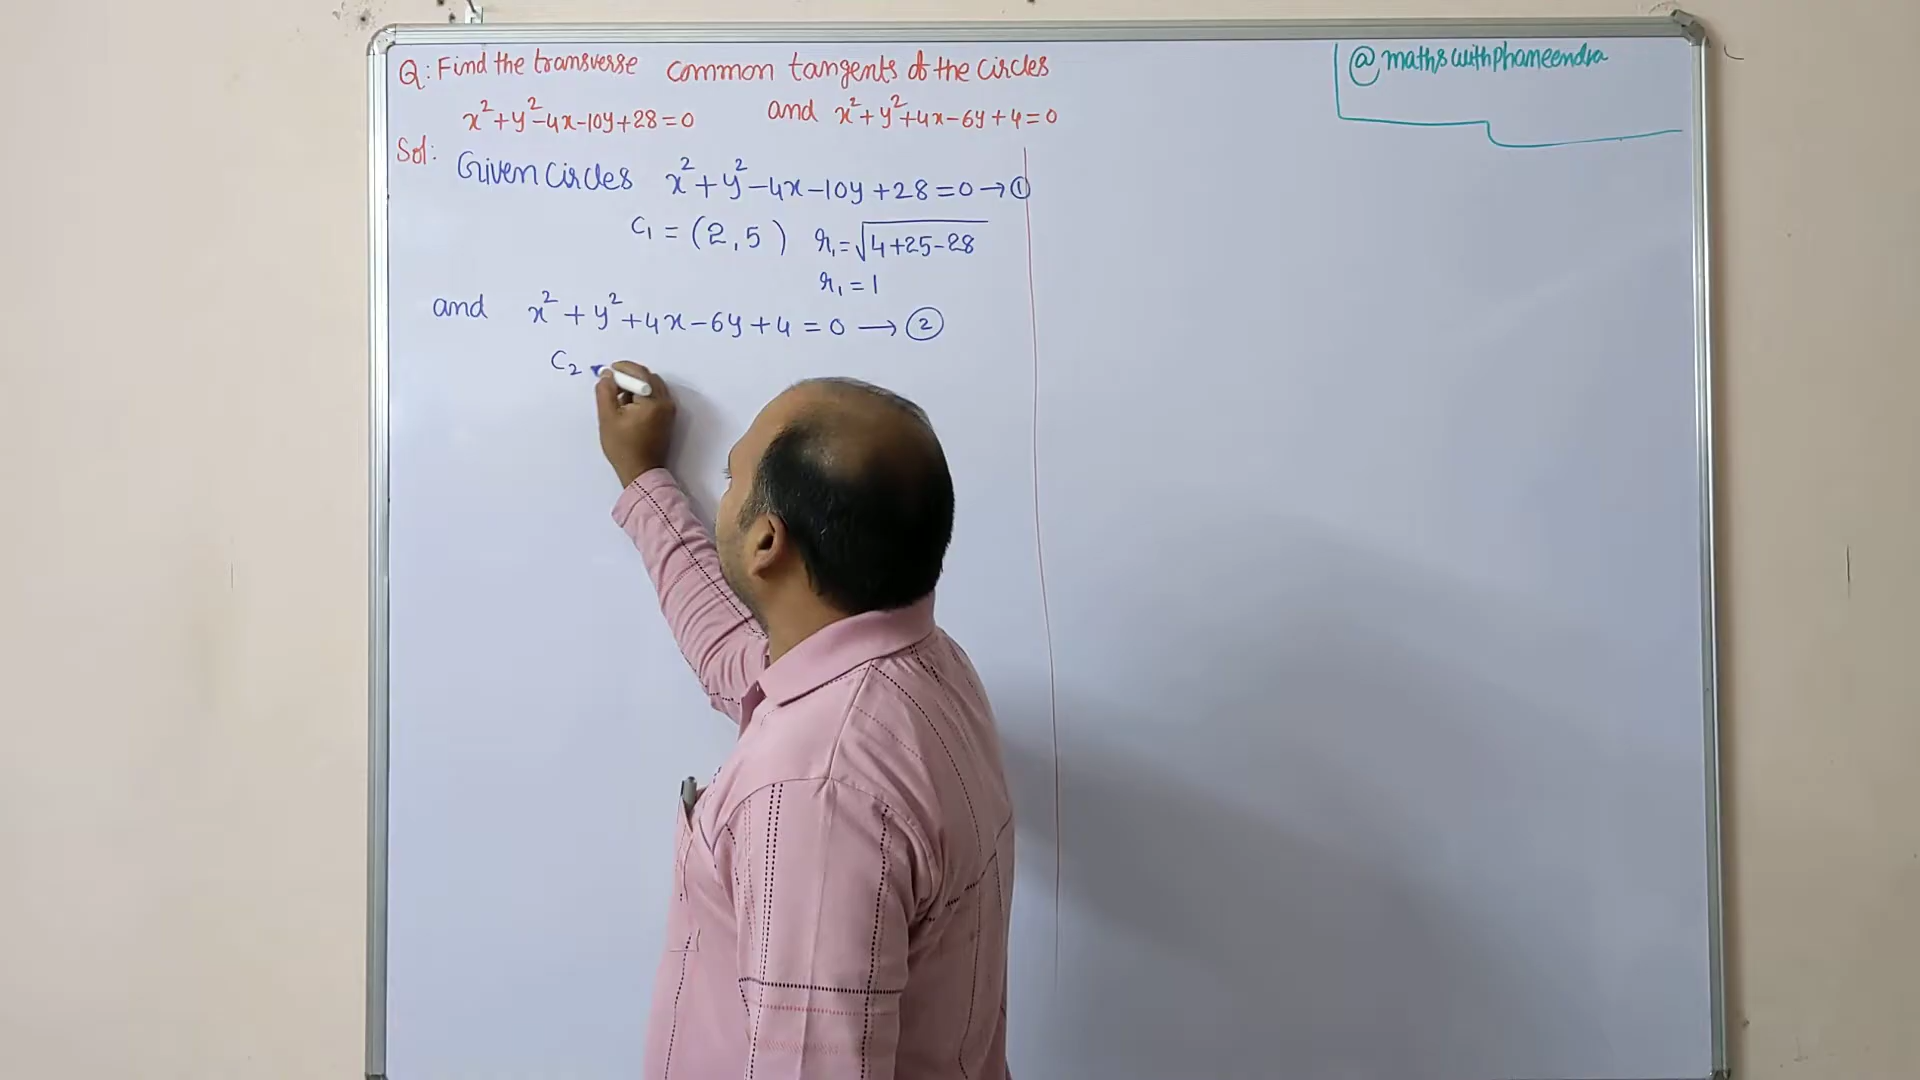 Q: Find the transverse common tangents of the circles
x²+y²-4x-10y+28=0 and x²+y²+4x-6y+4=0
@mathswithphameendra
Sol: Given circles x²+y²-4x-10y+28=0 → ①
C₁ = (2,5) r₁=√4+25-28
r₁=1
and x²+y²+4x-6y+4=0 → ②
C₂